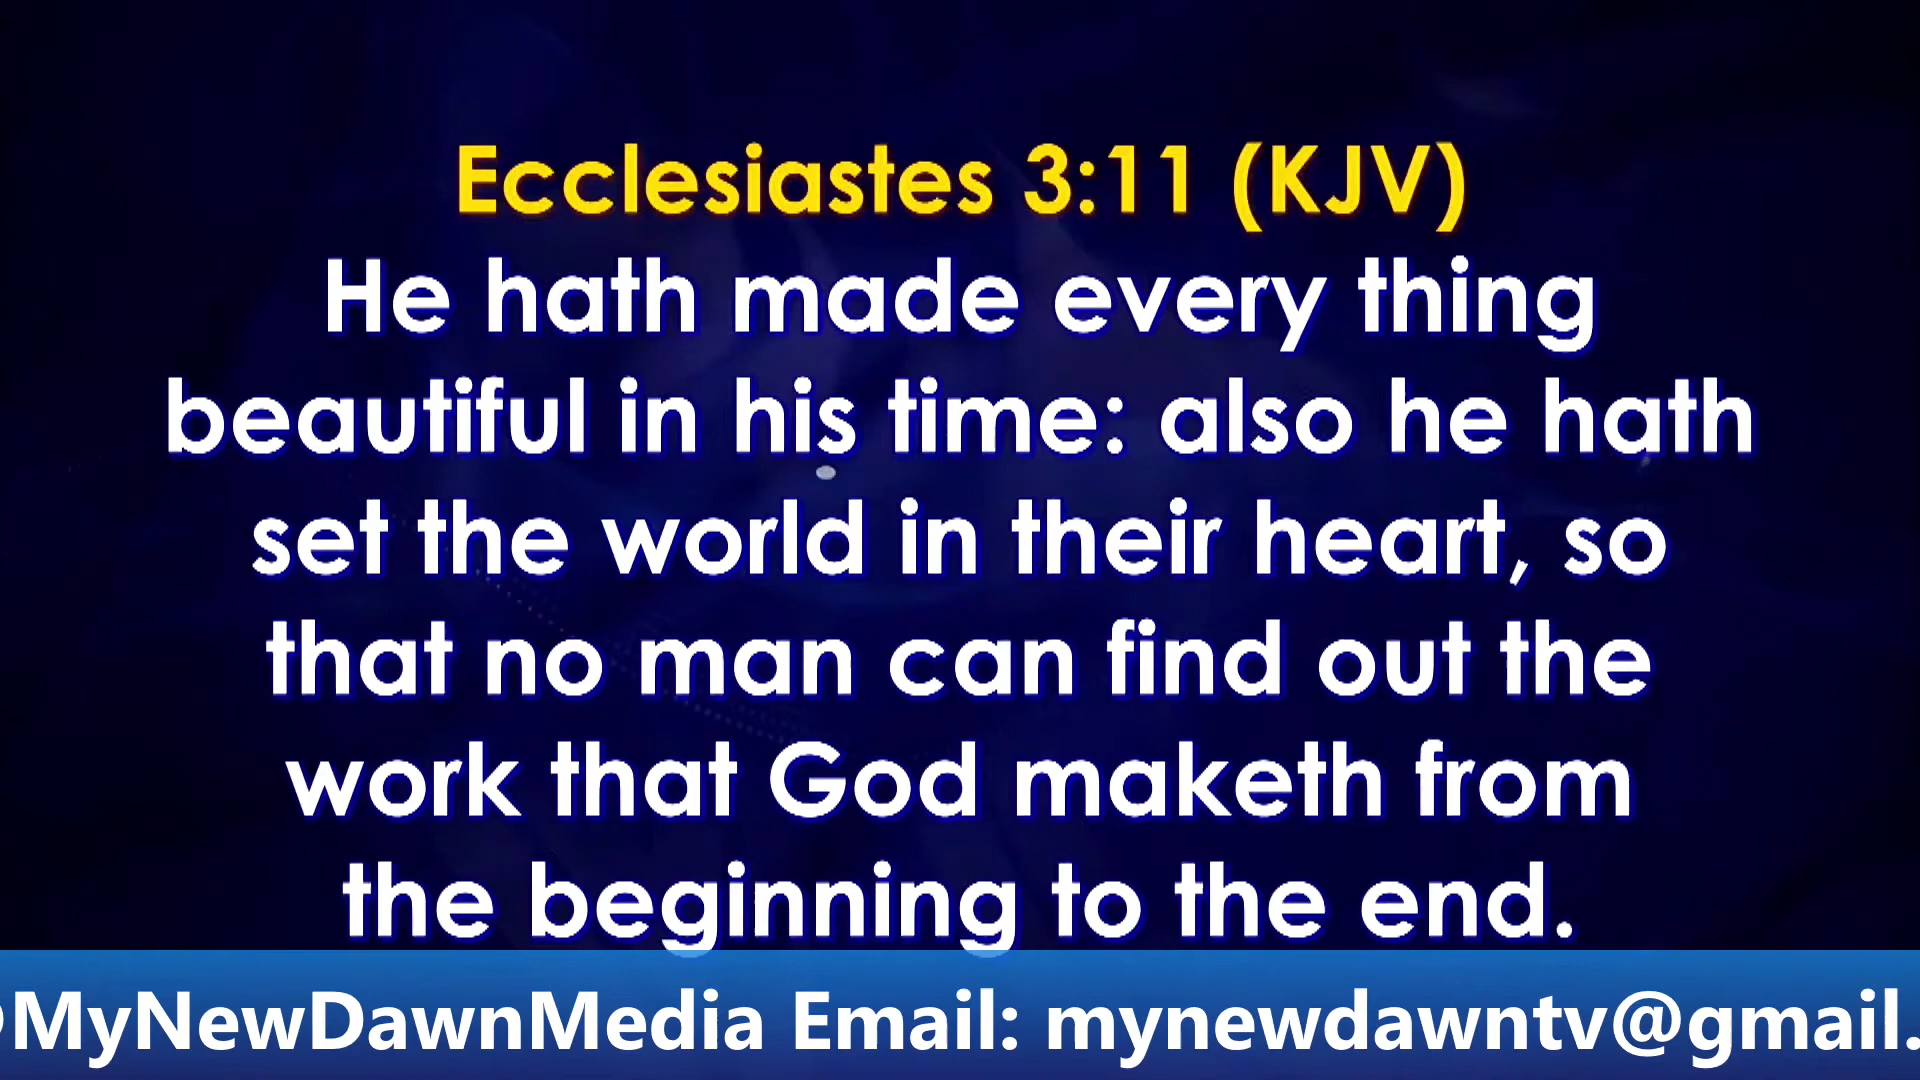 Ecclesiastes 3:11 (KJV)
He hath made every thing
beautiful in his time: also he hath
set the world in their heart, so
that no man can find out the
work that God maketh from
the beginning to the end.
@MyNewDawnMedia Email: mynewdawntv@gmail.